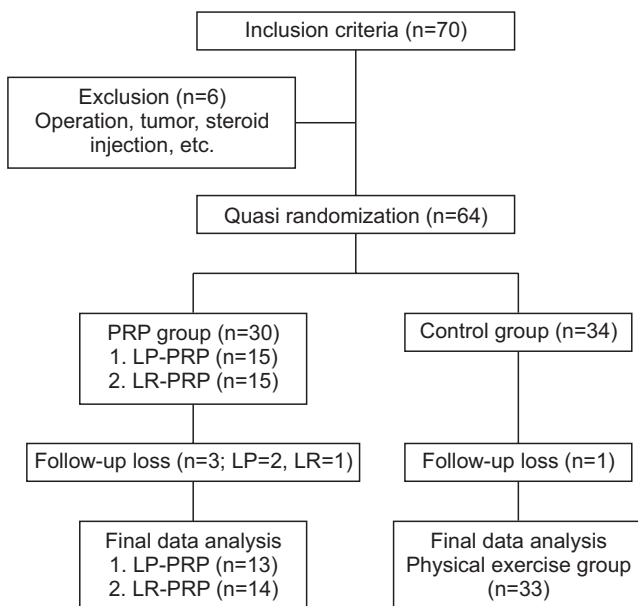 Inclusion criteria (n=70)
Exclusion (n=6)
Operation, tumor, steroid
injection, etc.
Quasi randomization (n=64)
PRP group (n=30)
1. LP-PRP (n=15)
2. LR-PRP (n=15)
Control group (n=34)
Follow-up loss (n=3; LP=2, LR=1)
Follow-up loss (n=1)
Final data analysis
1. LP-PRP (n=13)
2. LR-PRP (n=14)
Final data analysis
Physical exercise group
(n=33)